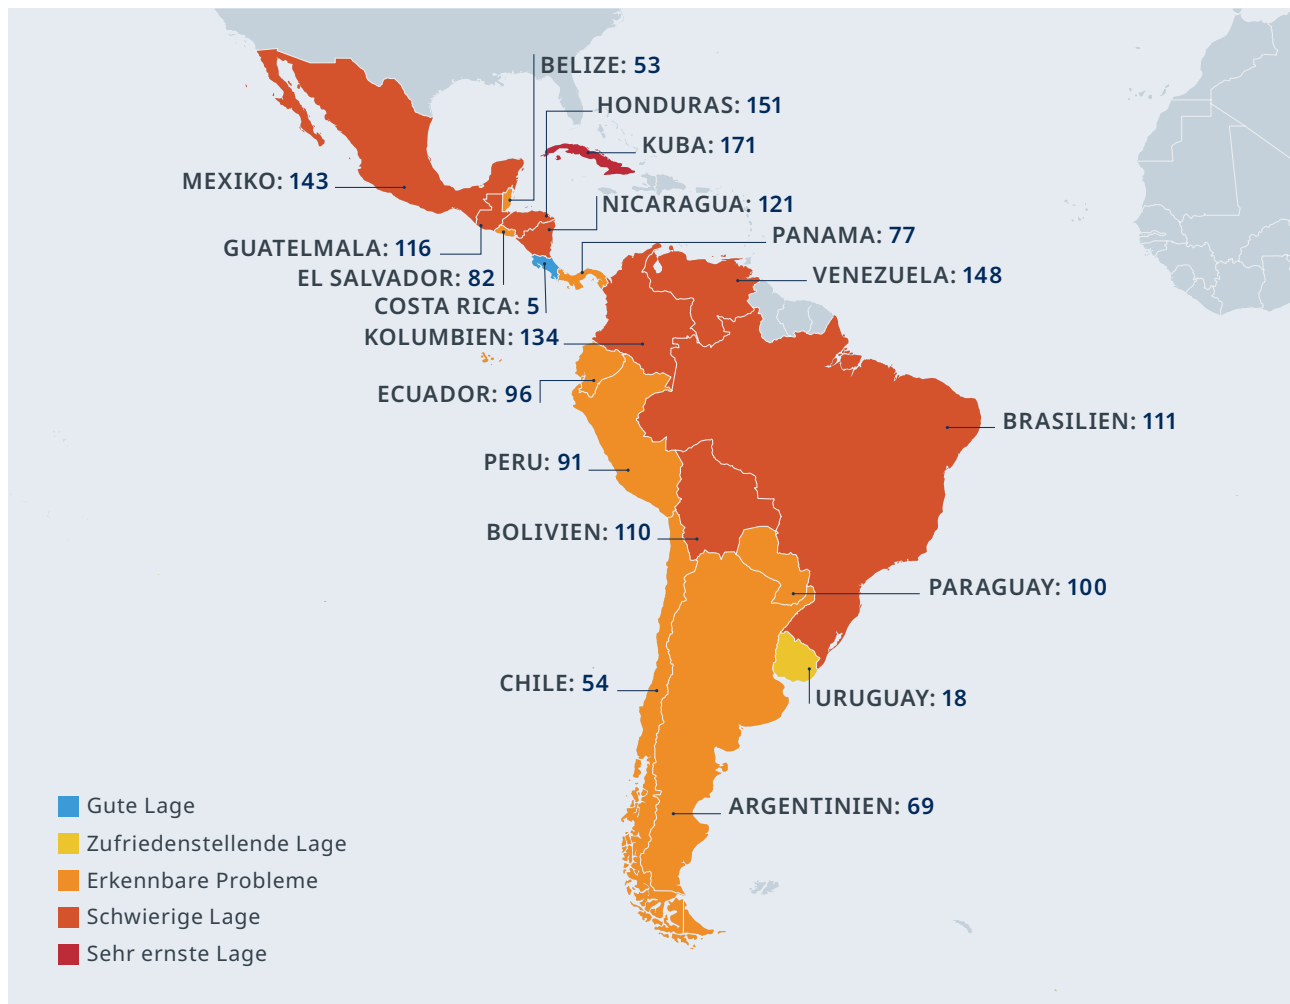 BELIZE: 53
HONDURAS: 151
KUBA: 171
MEXIKO: 143
NICARAGUA: 121
PANAMA: 77
GUATELMALA: 116
VENEZUELA: 148
EL SALVADOR: 82
COSTA RICA: 5
KOLUMBIEN: 134
ECUADOR: 96
BRASILIEN: 111
PERU: 91
BOLIVIEN: 110
PARAGUAY: 100
CHILE: 54
URUGUAY: 18
ARGENTINIEN: 69
Gute Lage
Zufriedenstellende Lage
Erkennbare Probleme
Schwierige Lage
Sehr ernste Lage